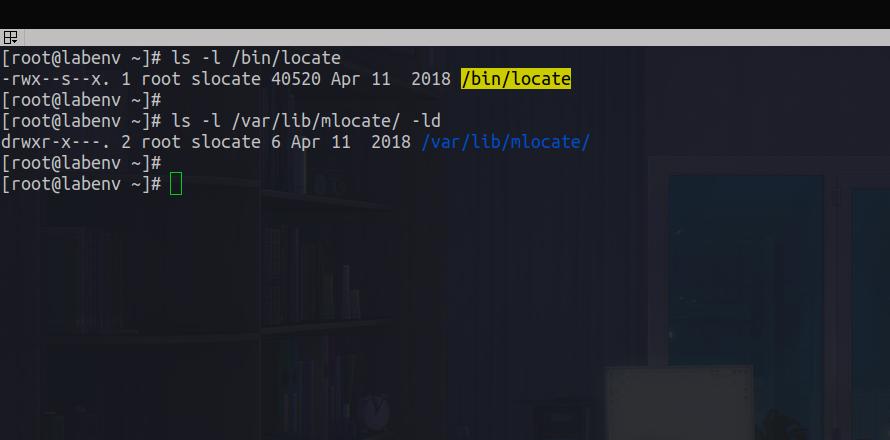 [root@labenv ~]# ls -l /bin/locate
-rwx--s--x. 1 root slocate 40520 Apr 11  2018 /bin/locate
[root@labenv ~]#
[root@labenv ~]# ls -l /var/lib/mlocate/ -ld
drwxr-x---. 2 root slocate 6 Apr 11  2018 /var/lib/mlocate/
[root@labenv ~]#
[root@labenv ~]#